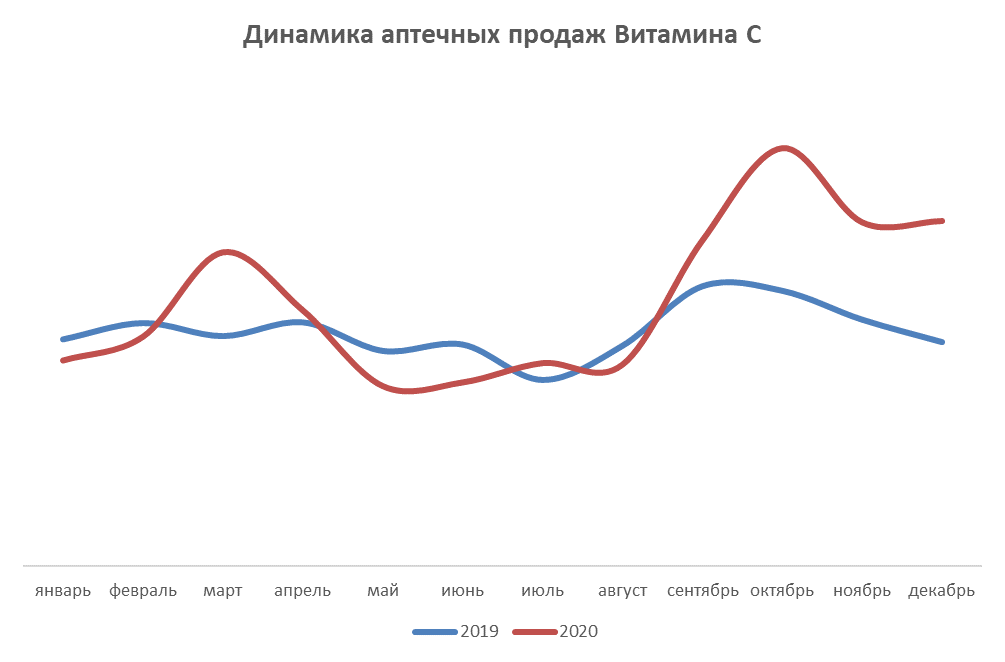 Динамика аптечных продаж Витамина С
январь февраль март апрель май июнь июль август сентябрь октябрь ноябрь декабрь
2019 2020